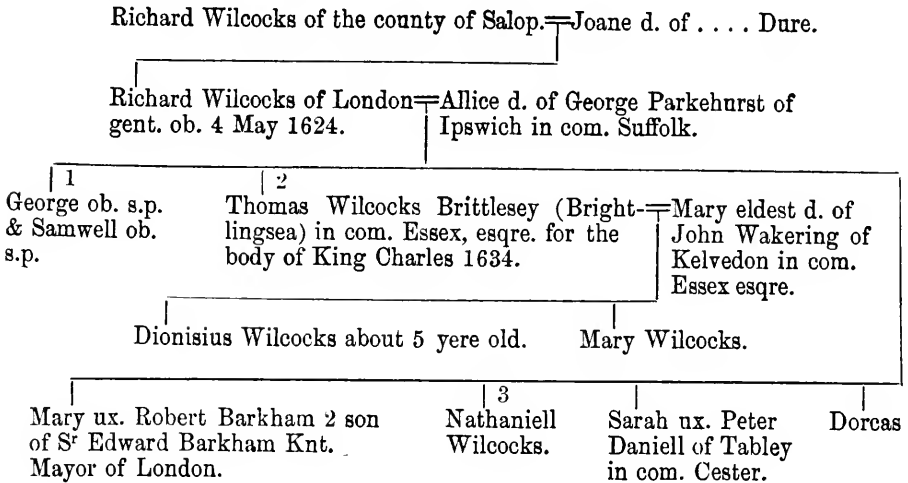 Richard Wilcocks of the county of Salop.=Joane d. of . . . . Dure.
Richard Wilcocks of London=Allice d. of George Parkehurst of
gent. ob. 4 May 1624.
Ipswich in com. Suffolk.
1
George ob. s.p.
& Samwell ob.
s.p.
2
Thomas Wilcocks Brittlesey (Bright-=
lingsea) in com. Essex, esqre. for the
body of King Charles 1634.
Mary eldest d. of
John Wakering of
Kelvedon in com.
Essex esqre.
Dionisius Wilcocks about 5 yere old.
Mary Wilcocks.
Mary ux. Robert Barkham 2 son
of Sr Edward Barkham Knt.
Mayor of London.
3
Nathaniell
Wilcocks.
Sarah ux. Peter
Daniell of Tabley
in com. Cester.
Dorcas